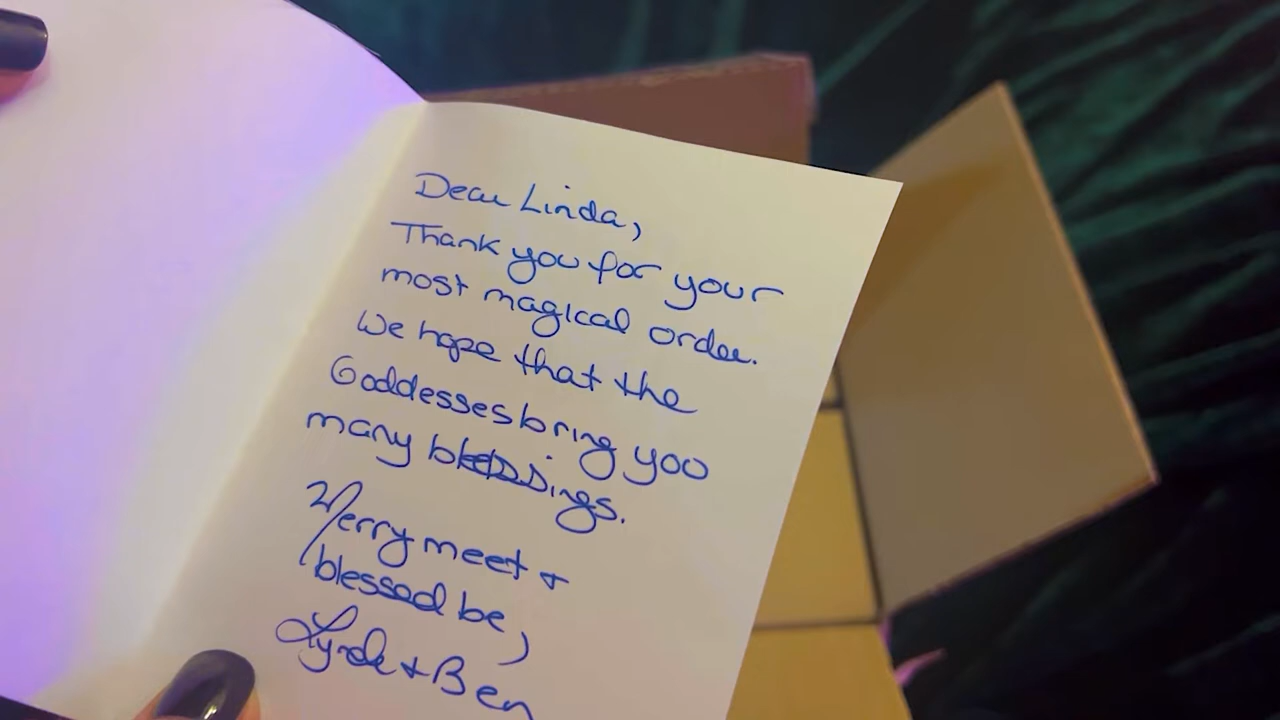 Dear Linda,
Thank you for your
most magical order.
We hope that the
Goddesses bring you
many blessings.
Merry meet +
blessed be,
& Ben